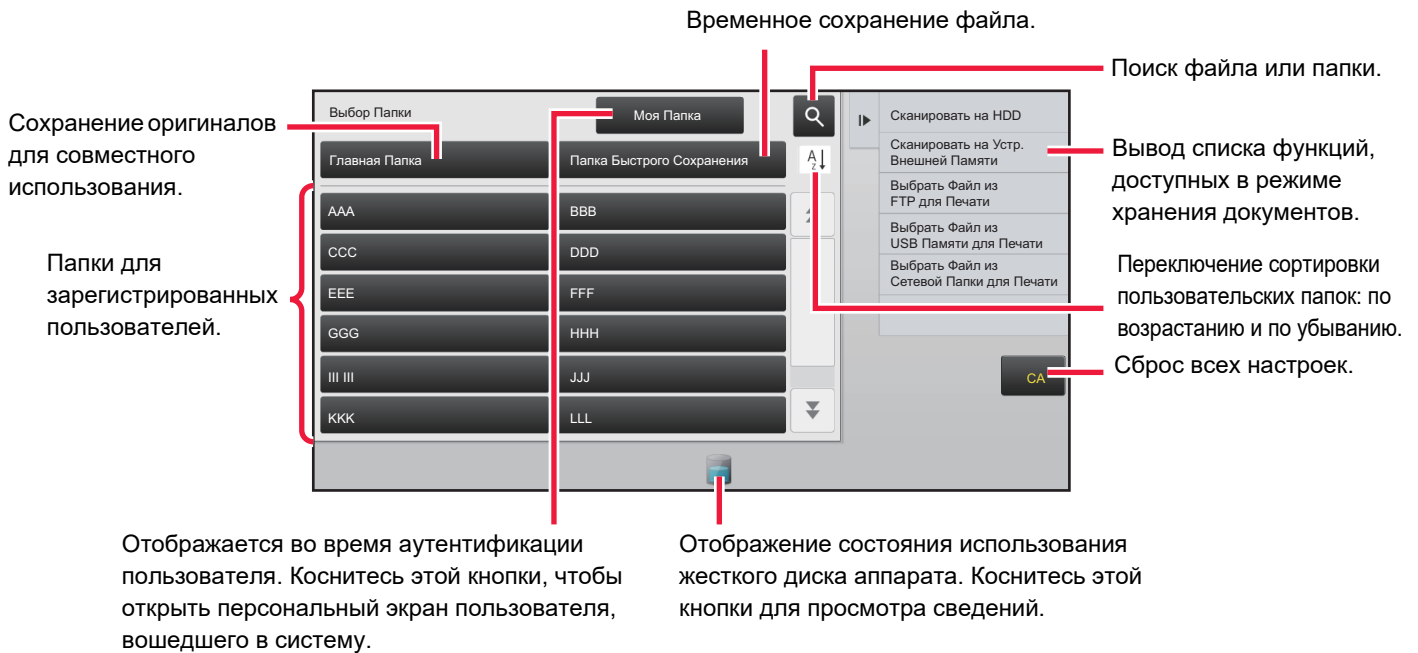 Временное сохранение файла.
Поиск файла или папки.
Сохранение оригиналов
для совместного
использования.
Папки для
зарегистрированных
пользователей.
Выбор Папки
Моя Папка
Главная Папка
Папка Быстрого Сохранения
A
Z
AAA
BBB
CCC
DDD
EEE
FFF
GGG
HHH
III III
JJJ
KKK
LLL
Сканировать на HDD
Сканировать на Устр.
Внешней Памяти
Выбрать Файл из
FTP для Печати
Выбрать Файл из
USB Памяти для Печати
Выбрать Файл из
Сетевой Папки для Печати
CA
Вывод списка функций,
доступных в режиме
хранения документов.
Переключение сортировки
пользовательских папок: по
возрастанию и по убыванию.
Сброс всех настроек.
Отображается во время аутентификации
пользователя. Коснитесь этой кнопки, чтобы
открыть персональный экран пользователя,
вошедшего в систему.
Отображение состояния использования
жесткого диска аппарата. Коснитесь этой
кнопки для просмотра сведений.